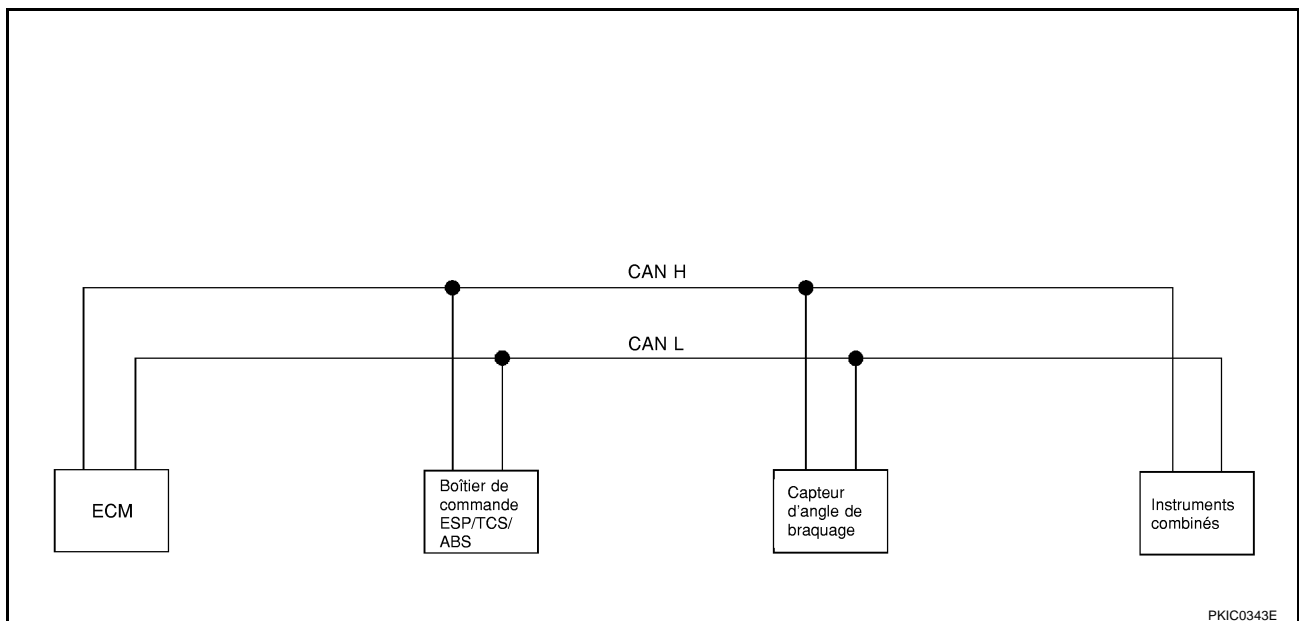 CAN H
CAN L
ECM
Boîtier de
commande
ESP/TCS/
ABS
Capteur
d'angle de
braquage
Instruments
combinés
PKIC0343E